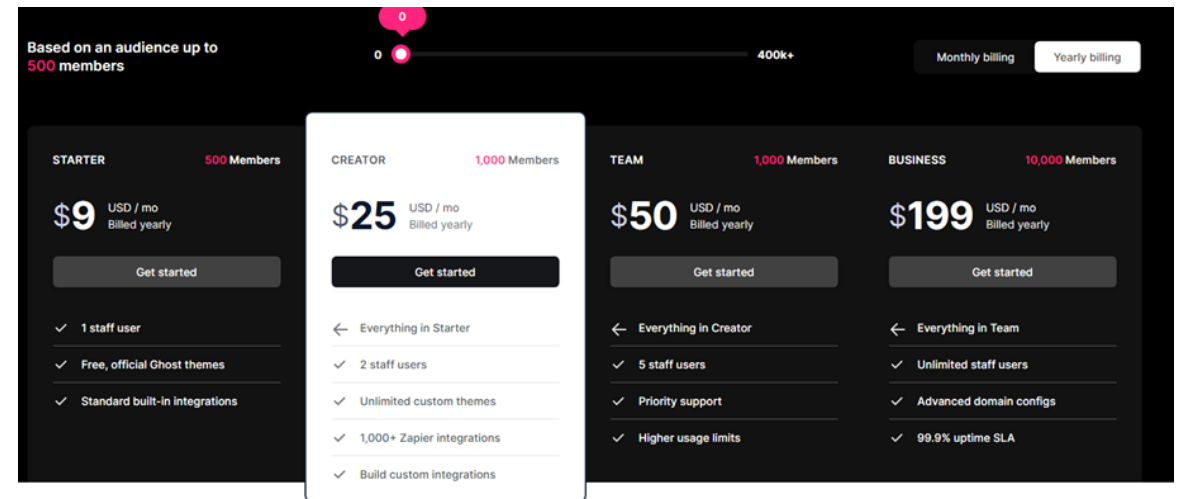 0
Based on an audience up to
500 members
0
400k+
Monthly billing
Yearly billing
STARTER
500 Members
$9
USD / mo
Billed yearly
Get started
1 staff user
Free, official Ghost themes
Standard built-in integrations
CREATOR
1,000 Members
$25
USD / mo
Billed yearly
Get started
Everything in Starter
2 staff users
Unlimited custom themes
1,000+ Zapier integrations
Build custom integrations
TEAM
1,000 Members
$50
USD / mo
Billed yearly
Get started
Everything in Creator
5 staff users
Priority support
Higher usage limits
BUSINESS
10,000 Members
$199
USD / mo
Billed yearly
Get started
Everything in Team
Unlimited staff users
Advanced domain configs
99.9% uptime SLA